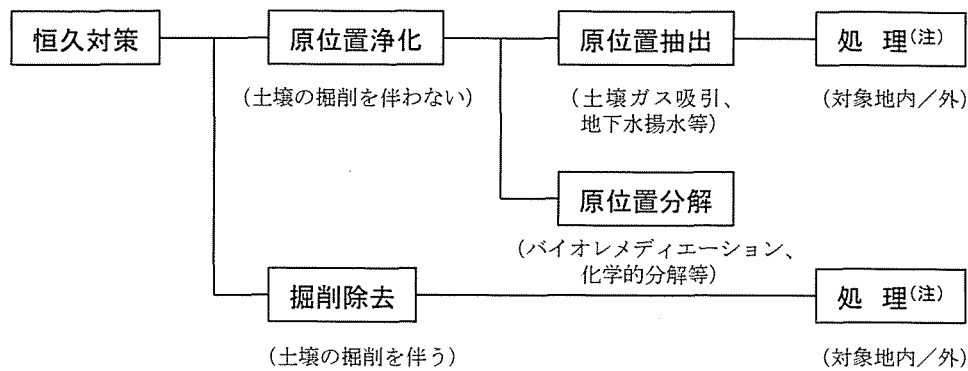 恒久対策
原位置浄化
原位置抽出
処 理(注)
(土壌の掘削を伴わない)
(土壌ガス吸引、
地下水揚水等)
(対象地内/外)
原位置分解
(バイオレメディエーション、
化学的分解等)
掘削除去
処 理(注)
(土壌の掘削を伴う)
(対象地内/外)